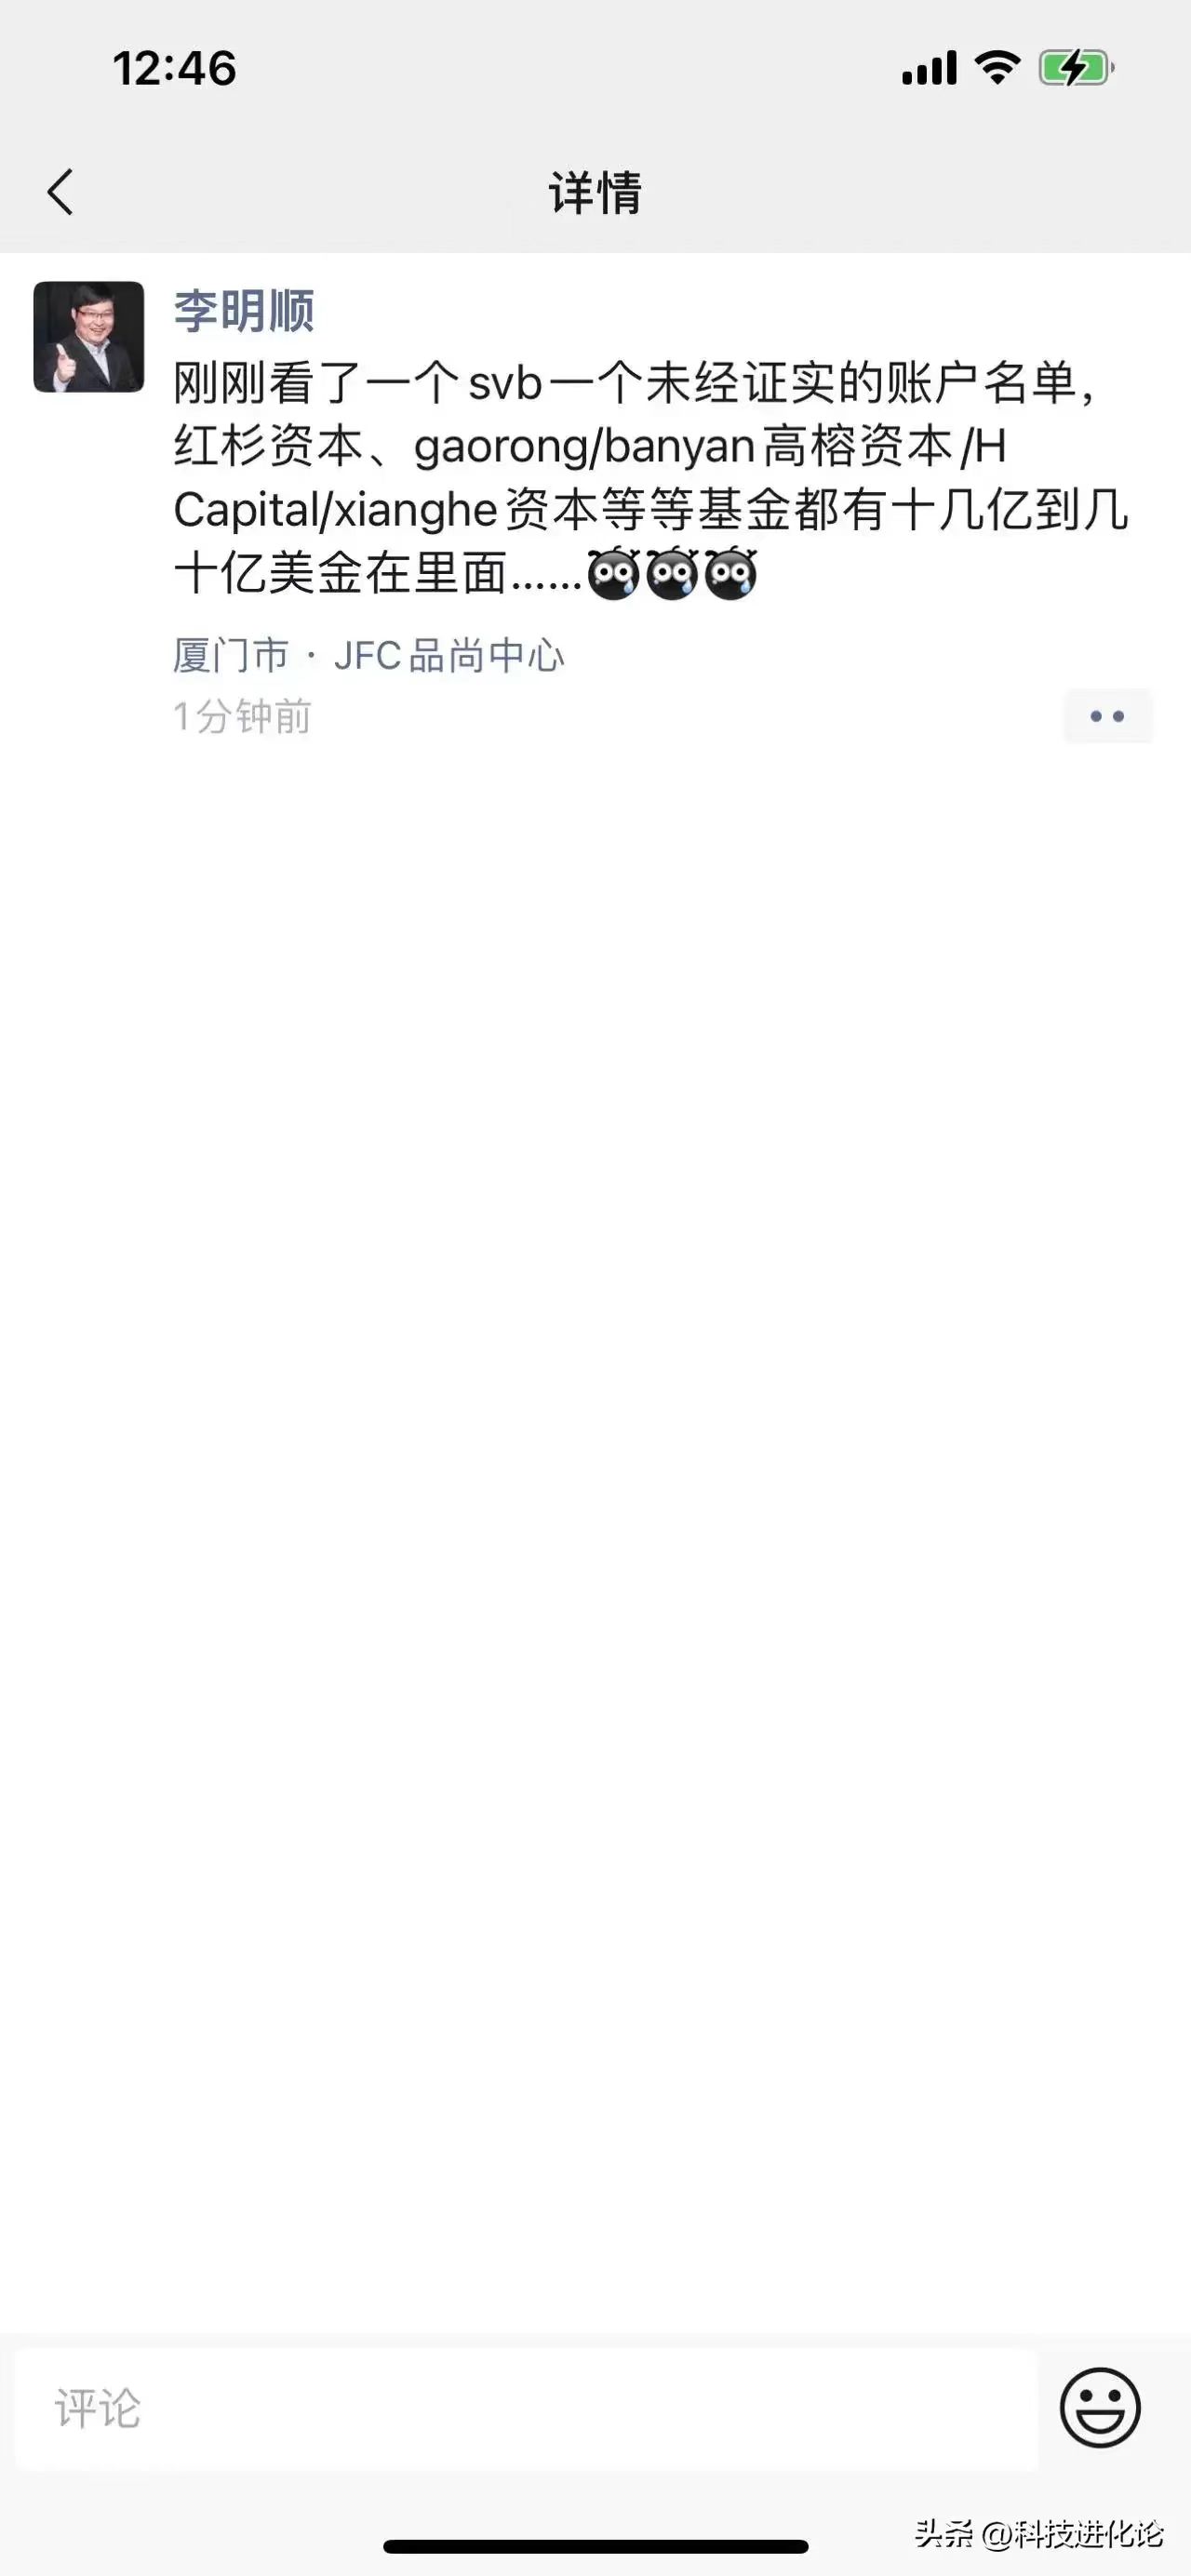 12:46
详情
李明顺
刚刚看了一个svb一个未经证实的账户名单，
红杉资本、gaorong/banyan高榕资本/H
Capital/xianghe资本等等基金都有十几亿到几
十亿美金在里面......
厦门市 · JFC品尚中心
1分钟前
评论
头条 @科技进化论